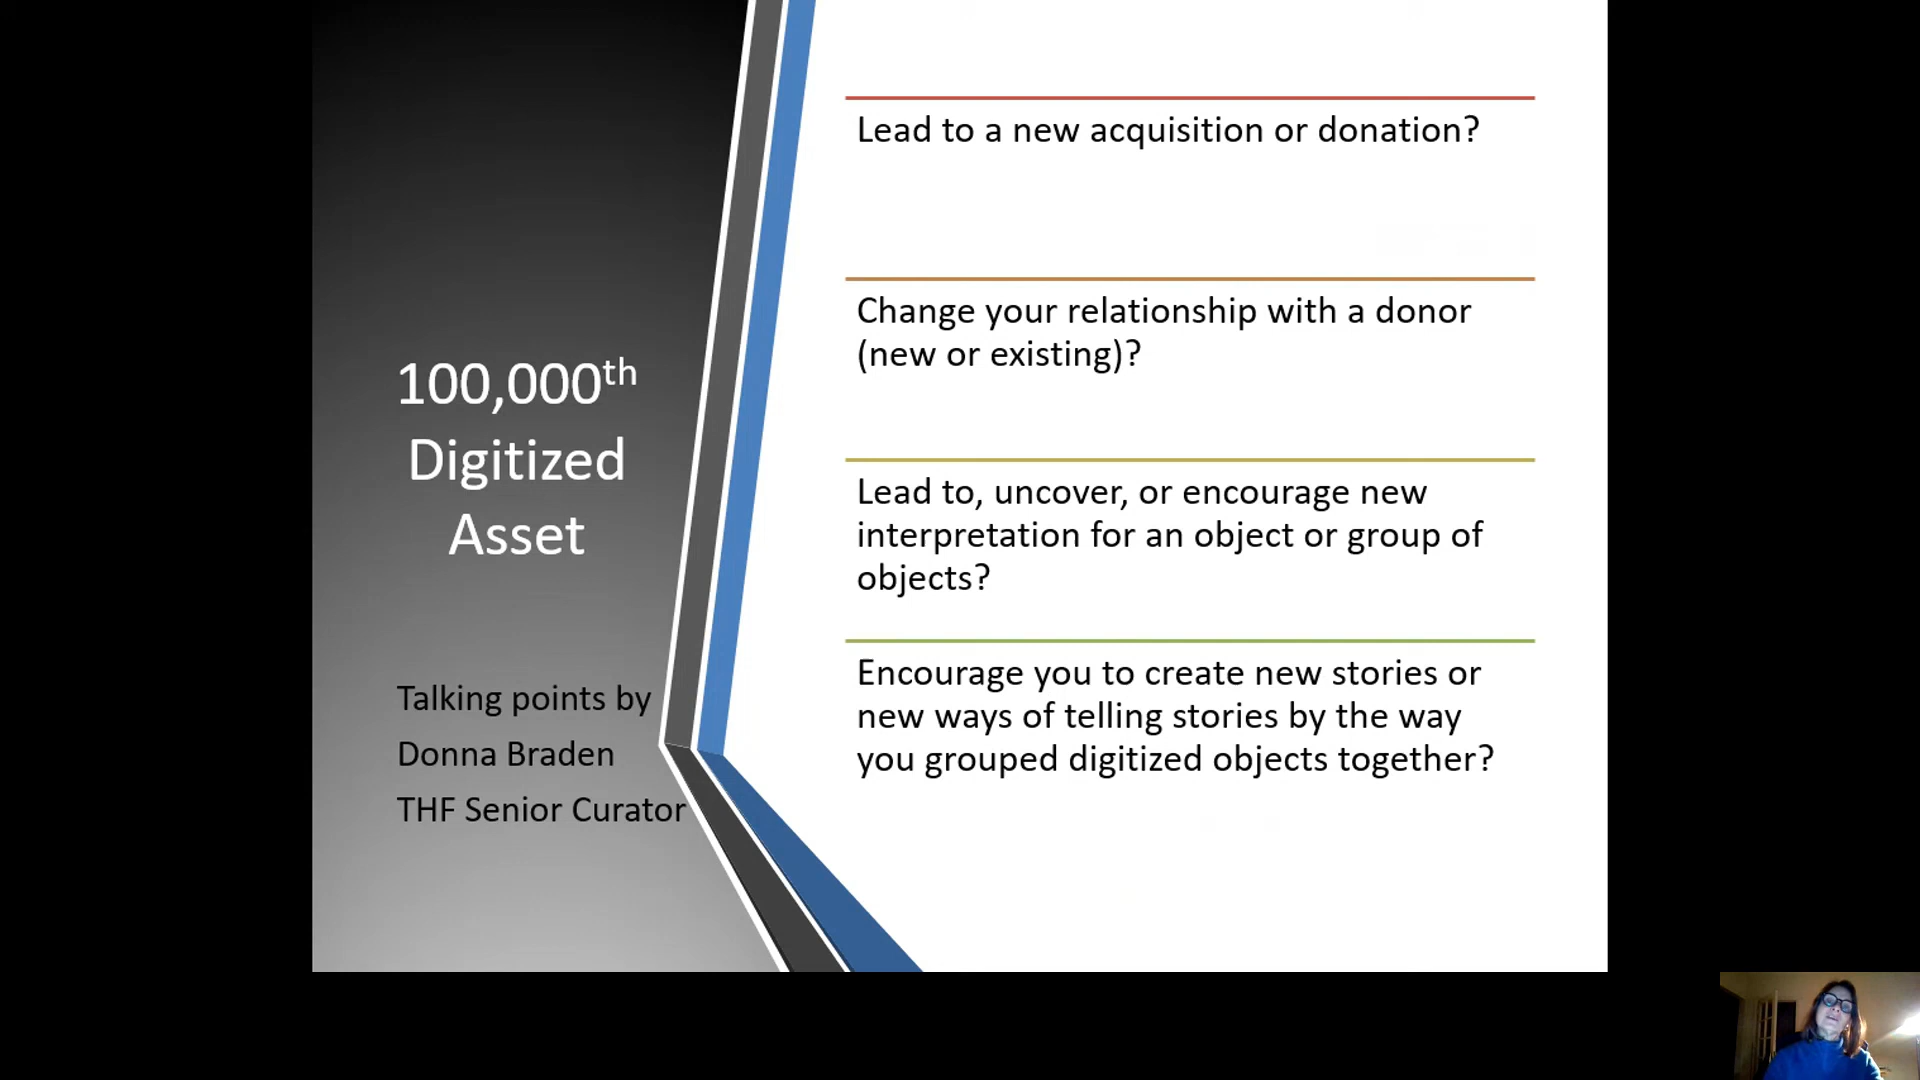 100,000th
Digitized
Asset
Talking points by
Donna Braden
THF Senior Curator
Lead to a new acquisition or donation?
Change your relationship with a donor
(new or existing)?
Lead to, uncover, or encourage new
interpretation for an object or group of
objects?
Encourage you to create new stories or
new ways of telling stories by the way
you grouped digitized objects together?